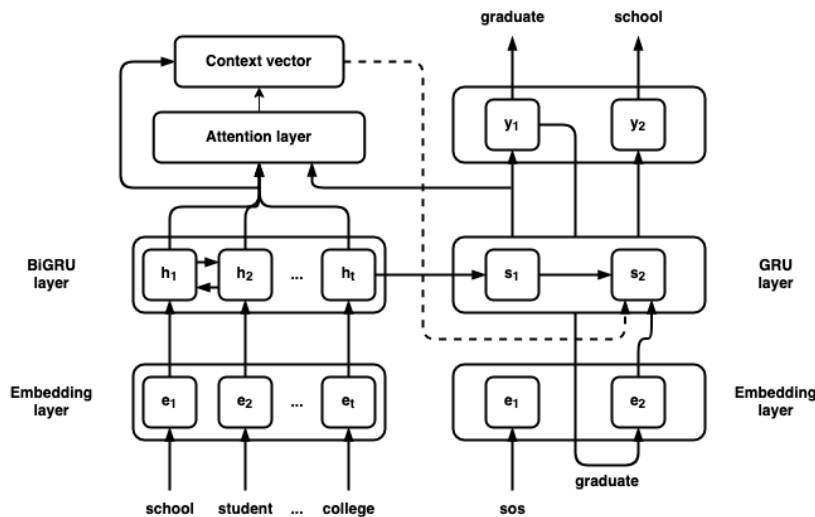 graduate school
Context vector
Attention layer
y1 y2
BiGRU
layer
h1 h2 ... ht
s1 s2
GRU
layer
Embedding
layer
e1 e2 ... et
e1 e2
Embedding
layer
graduate
school student ... college
sos